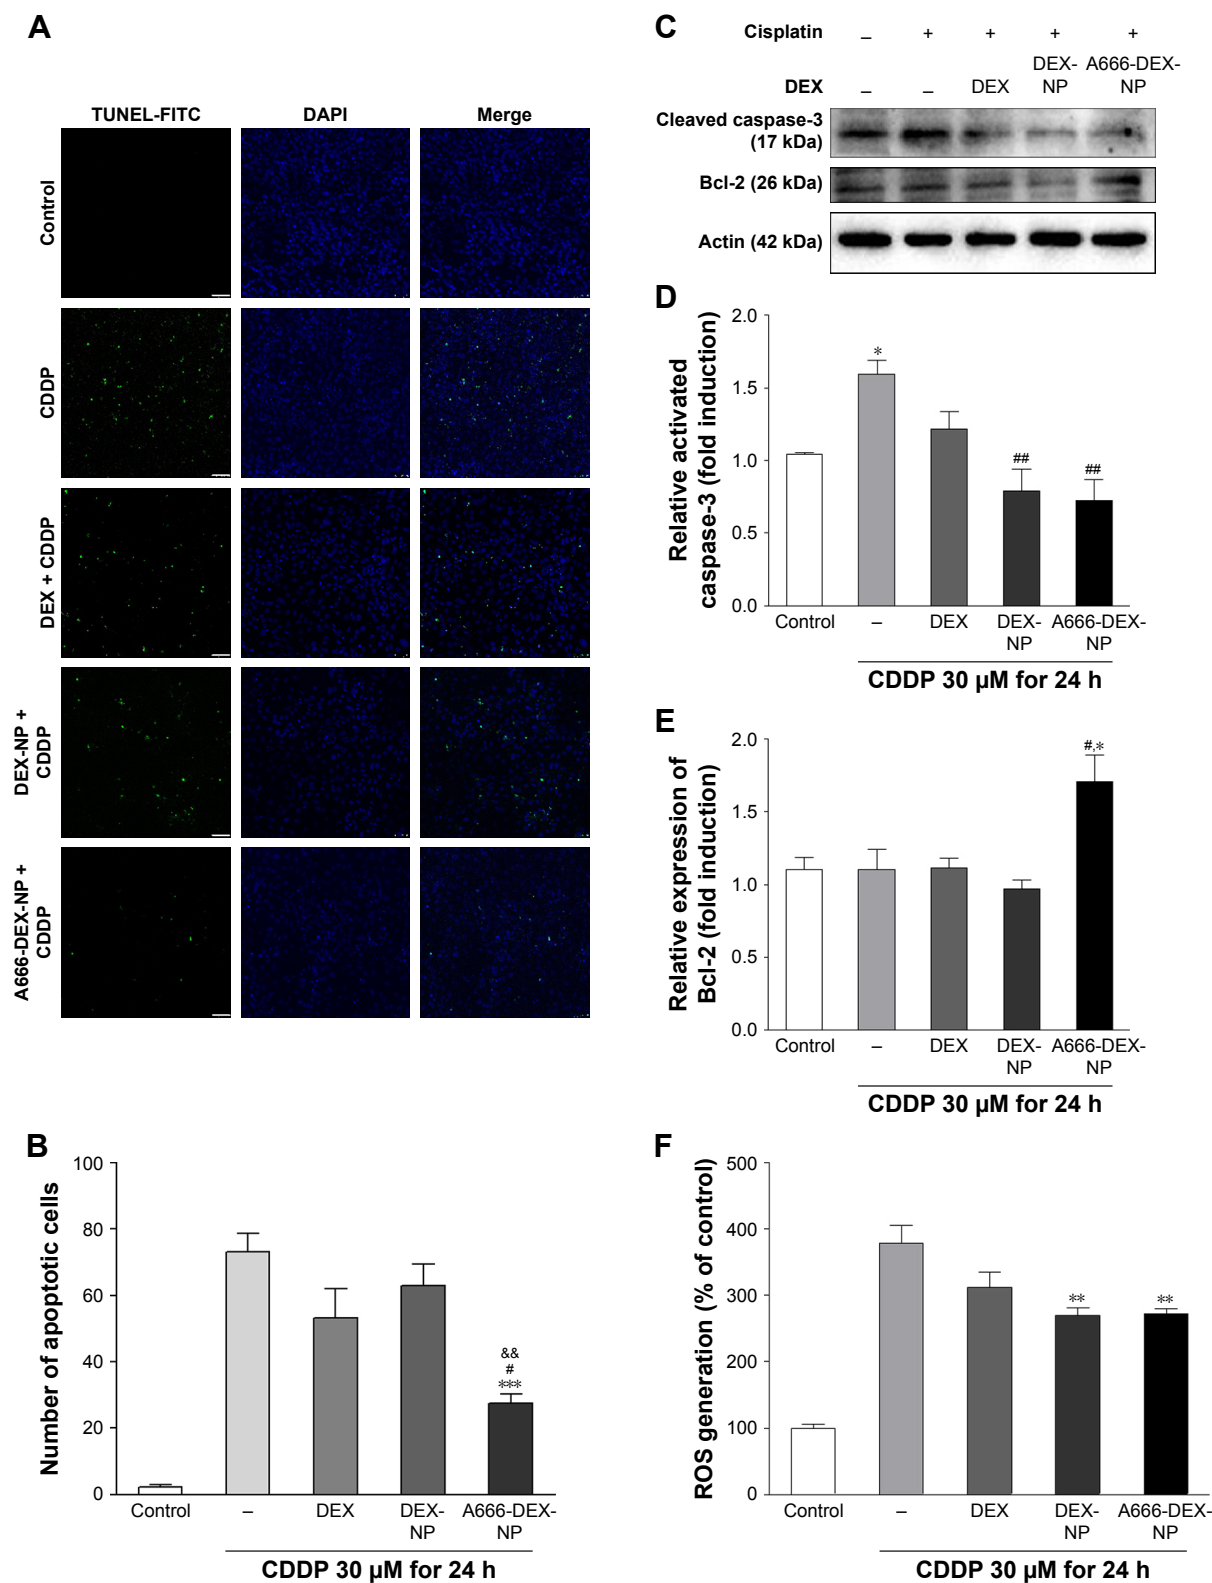 A
TUNEL-FITC DAPI Merge
Control
CDDP
DEX + CDDP
DEX-NP +
CDDP
A666-DEX-NP +
CDDP
B
Number of apoptotic cells
100
80
60
40
20
0
&&
#
***
Control – DEX DEX- A666-DEX-
NP NP
CDDP 30 µM for 24 h
C
Cisplatin – + + + +
DEX- A666-DEX-
DEX – – DEX NP NP
Cleaved caspase-3
(17 kDa)
Bcl-2 (26 kDa)
Actin (42 kDa)
D
Relative activated
caspase-3 (fold induction)
2.0
1.5
1.0
0.5
0.0
*
## ##
Control – DEX DEX- A666-DEX-
NP NP
CDDP 30 µM for 24 h
E
Relative expression of
Bcl-2 (fold induction)
2.0
1.5
1.0
0.5
0.0
#,*
Control – DEX DEX- A666-DEX-
NP NP
CDDP 30 µM for 24 h
F
ROS generation (% of control)
500
400
300
200
100
0
** **
Control – DEX DEX- A666-DEX-
NP NP
CDDP 30 µM for 24 h